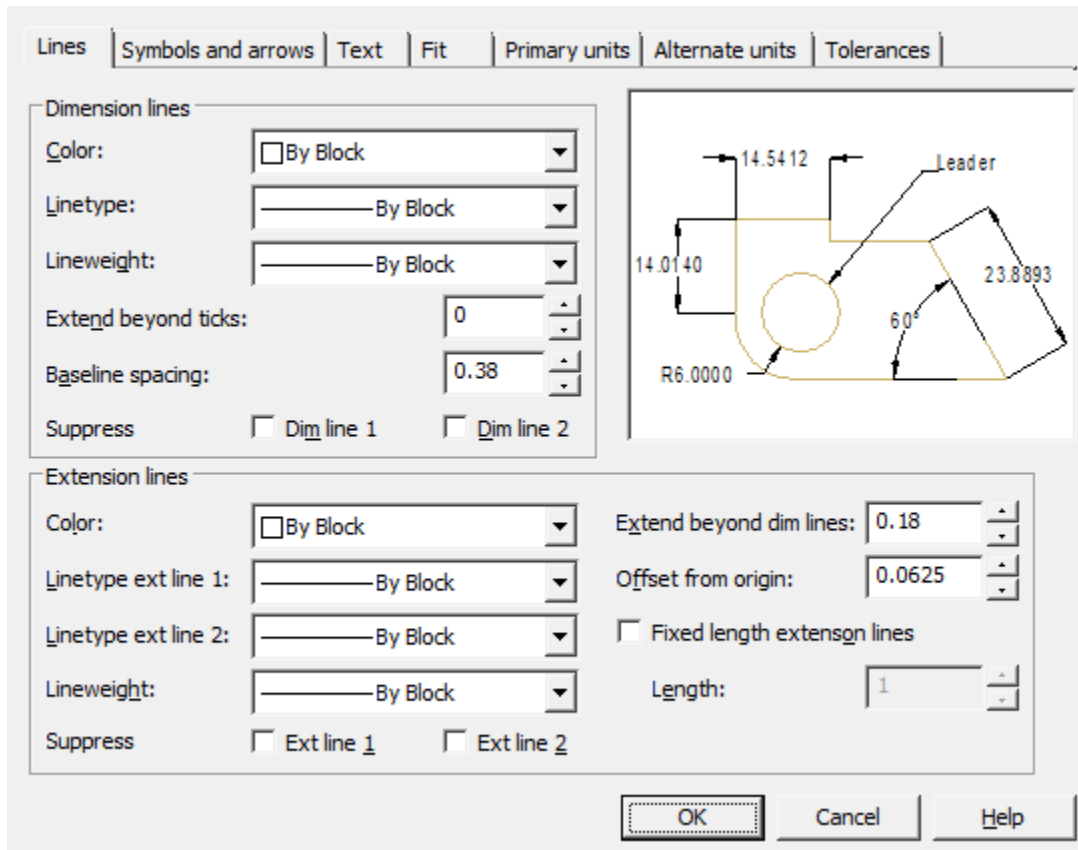 Lines Symbols and arrows Text Fit Primary units Alternate units Tolerances
Dimension lines
Color: By Block
Linetype: By Block
Lineweight: By Block
Extend beyond ticks: 0
Baseline spacing: 0.38
Suppress Dim line 1 Dim line 2
14.5412
Leader
14.0140
23.8893
60°
R6.0000
Extension lines
Color: By Block
Linetype ext line 1: By Block
Linetype ext line 2: By Block
Lineweight: By Block
Suppress Ext line 1 Ext line 2
Extend beyond dim lines: 0.18
Offset from origin: 0.0625
Fixed length extenson lines
Length: 1
OK Cancel Help